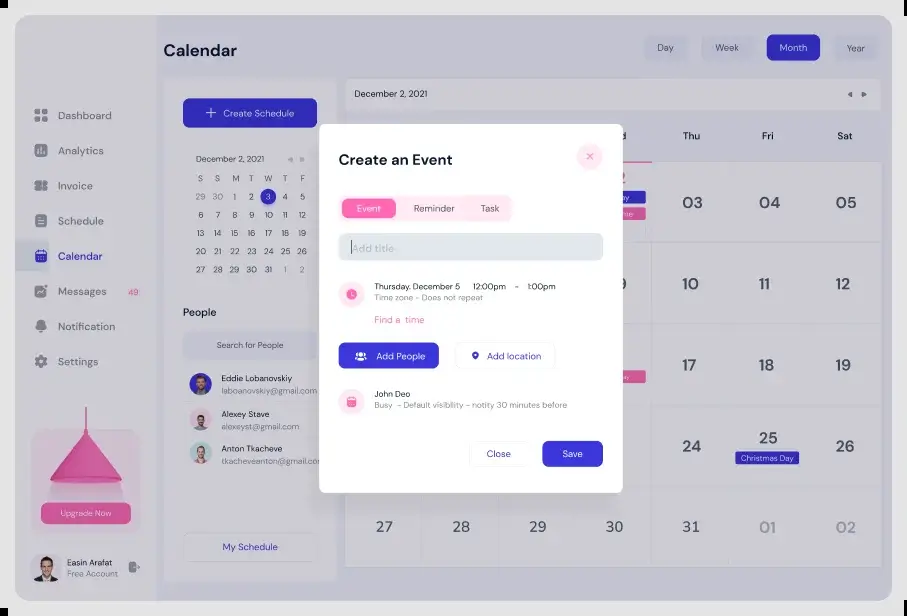 Calendar
Day Week Month Year
Dashboard
Analytics
Invoice
Schedule
Calendar
Messages 49
Notification
Settings
Upgrade Now
Easin Arafat
Free Account
Create Schedule
December 2, 2021
S S M T W T F
29 30 1 2 3 4 5
6 7 8 9 10 11 12
13 14 15 16 17 18 19
20 21 22 23 24 25 26
27 28 29 30 31 1 2
People
Search for People
Eddie Lobanovskiy
laboanovskiy@gmail.com
Alexey Stave
alexeyst@gmail.com
Anton Tkacheve
tkacheveanton@gmail.co
My Schedule
December 2, 2021
Thu Fri Sat
03 04 05
10 11 12
17 18 19
24 25 26
Christmas Day
27 28 29 30 31 01 02
Create an Event
Event Reminder Task
Add title
Thursday. December 5 12:00pm - 1:00pm
Time zone - Does not repeat
Find a time
Add People Add location
John Deo
Busy - Default visiblity - notity 30 minutes before
Close Save